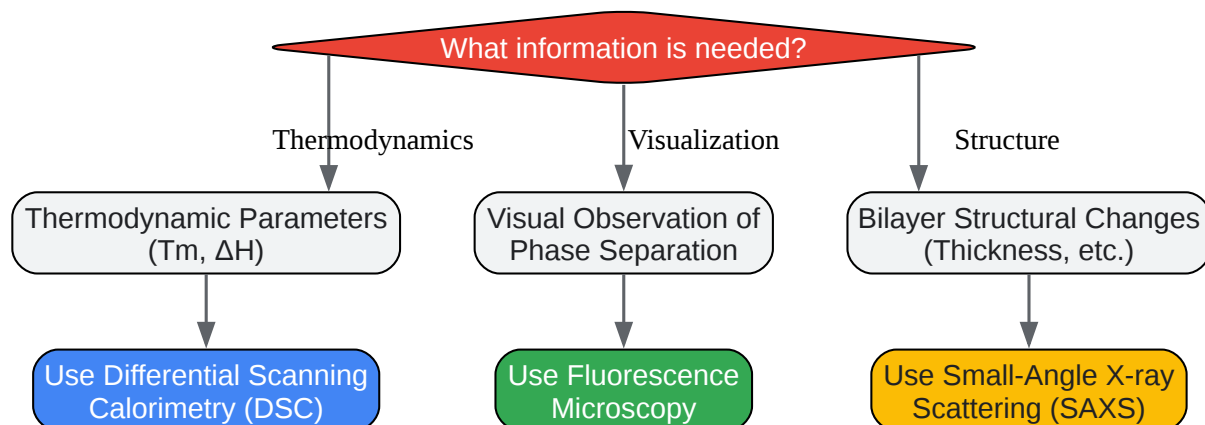 What information is needed?
Thermodynamics
Visualization
Structure
Thermodynamic Parameters
(Tm, ΔH)
Visual Observation of
Phase Separation
Bilayer Structural Changes
(Thickness, etc.)
Use Differential Scanning
Calorimetry (DSC)
Use Fluorescence
Microscopy
Use Small-Angle X-ray
Scattering (SAXS)